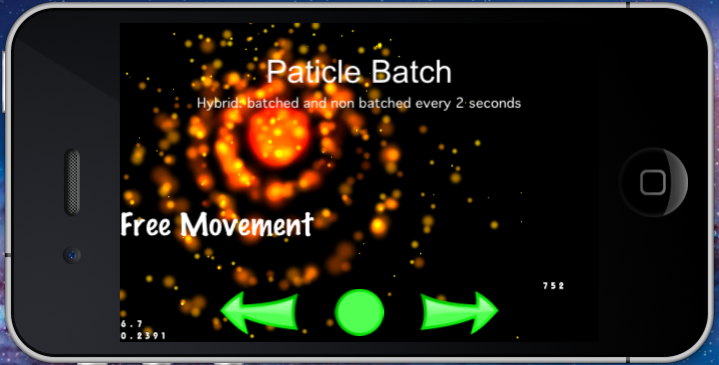 Paticle Batch
Hybrid: batched and non batched every 2 seconds
Free Movement
752
6.7
0.2391